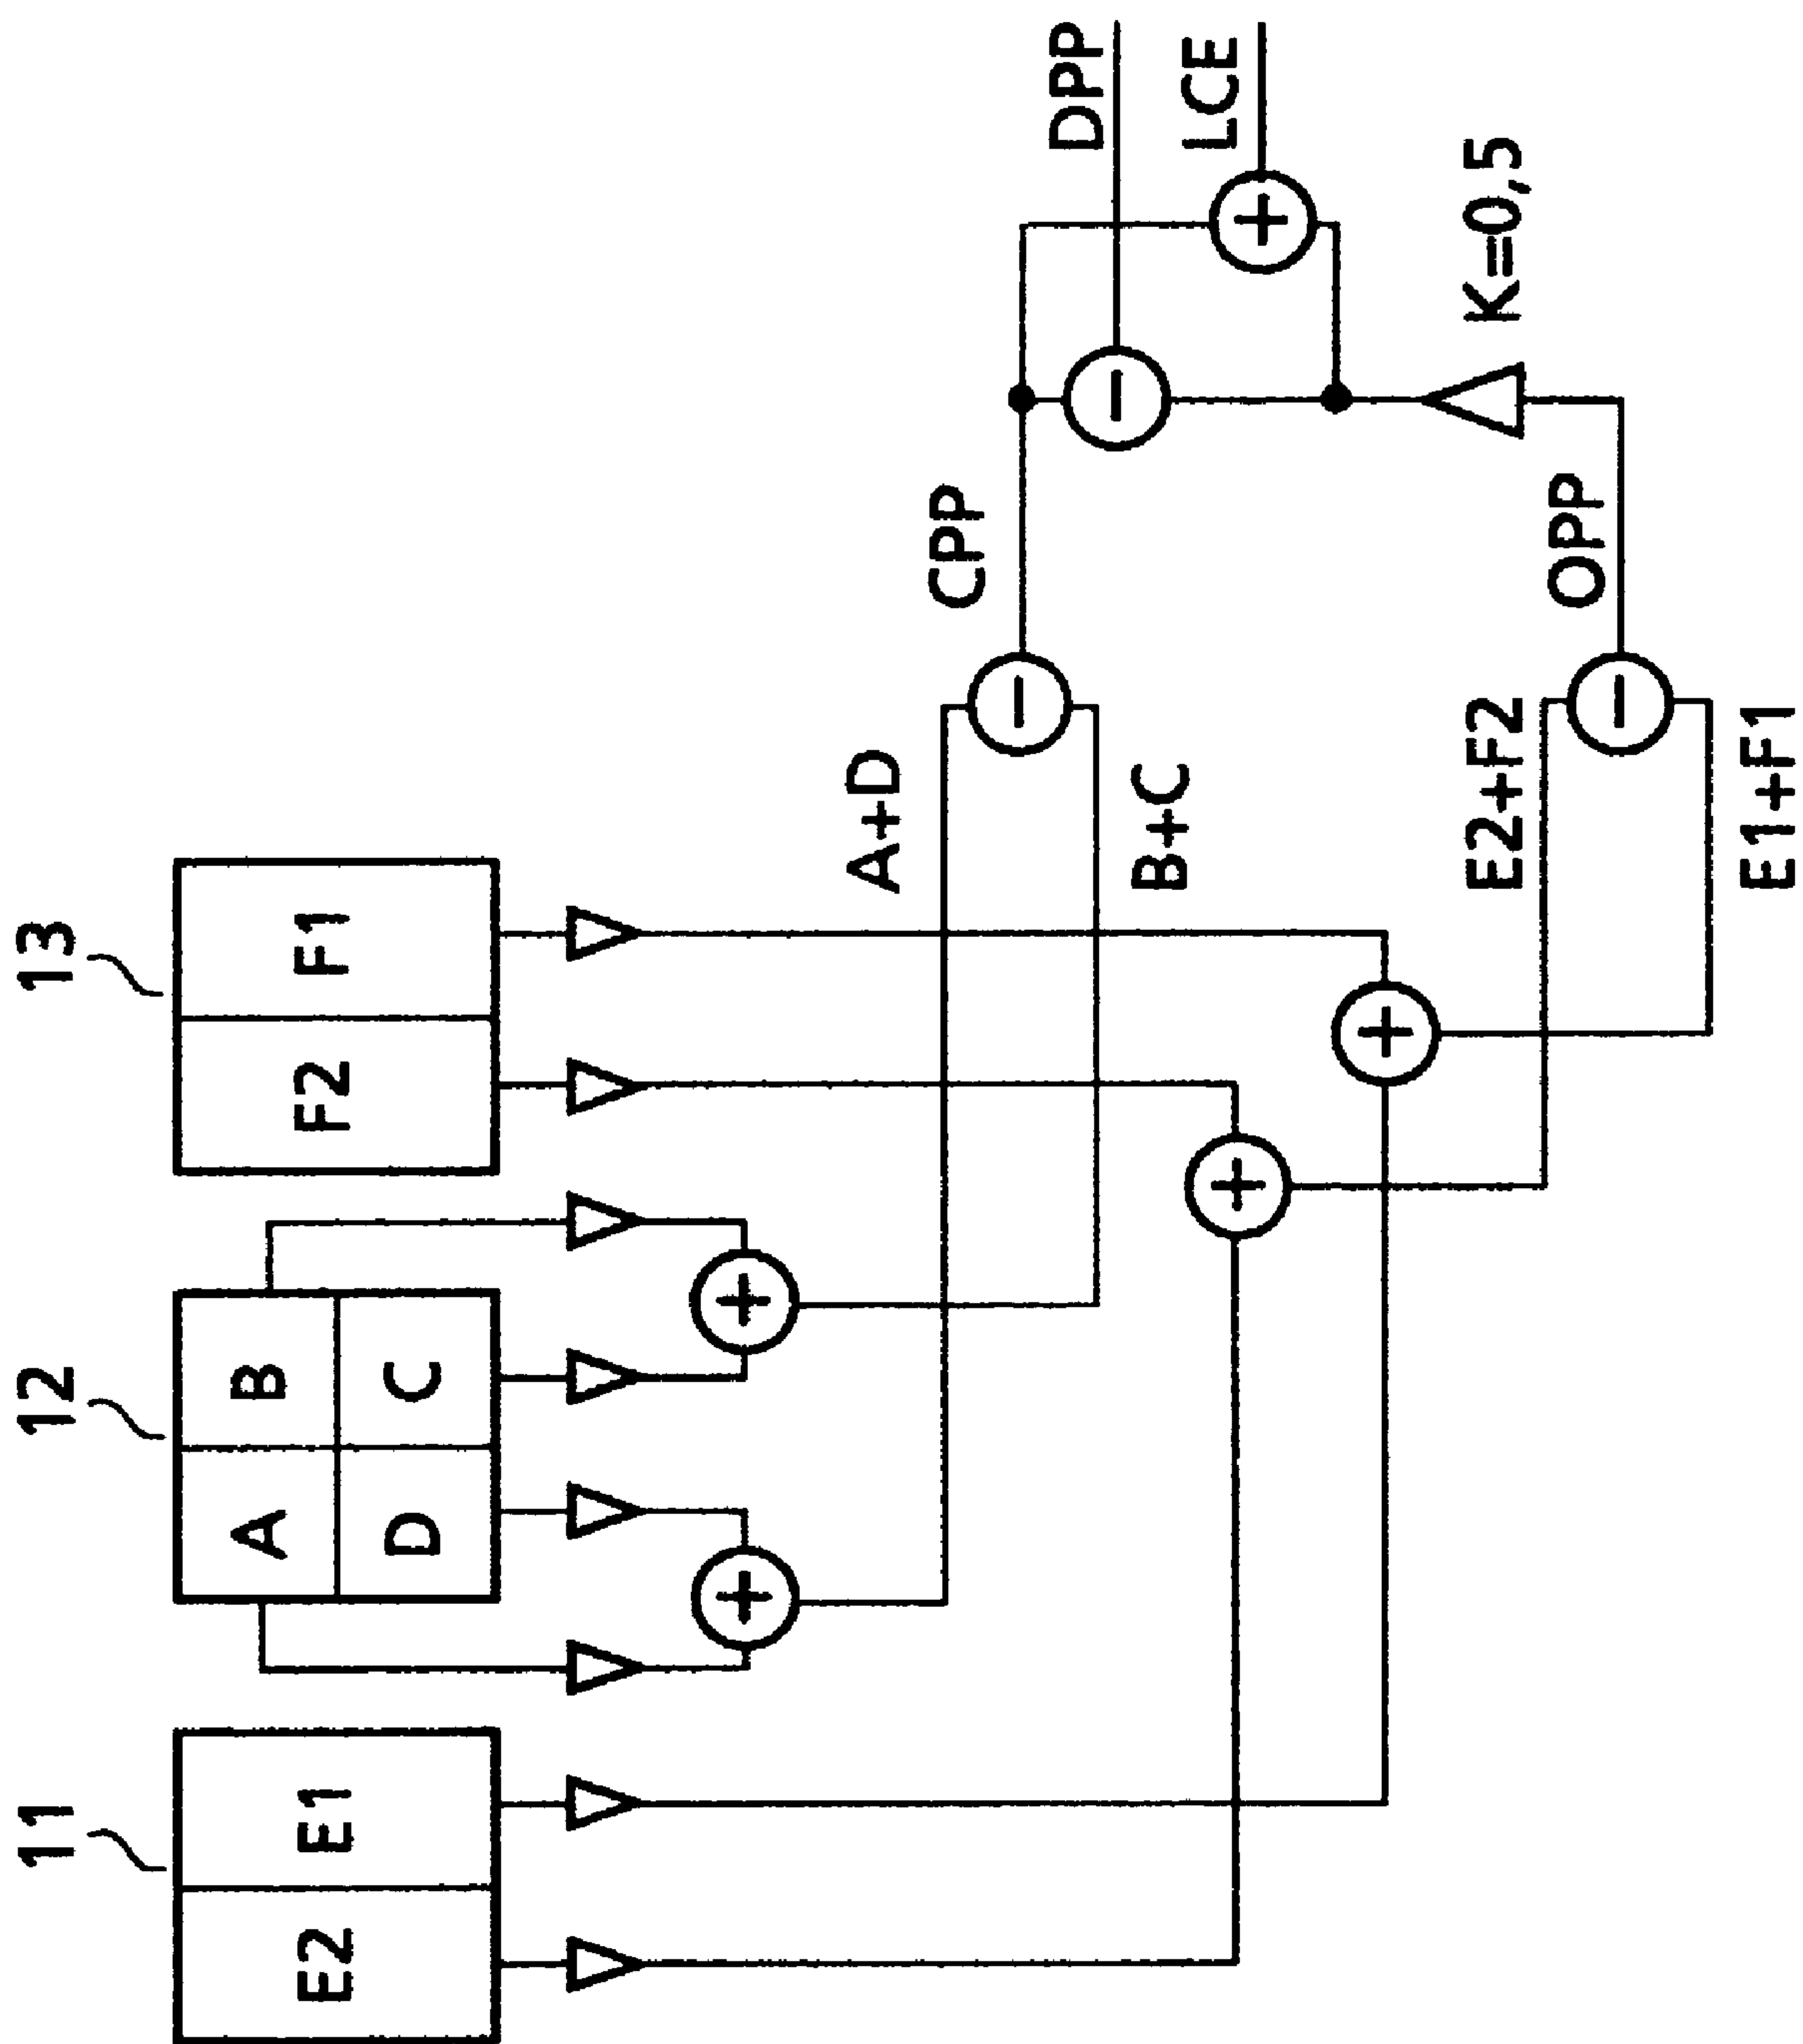 11
12
13
E2
E1
A
B
D
C
F2
F1
A+D
B+C
CPP
DPP
LCE
E2+F2
E1+F1
OPP
K=0,5